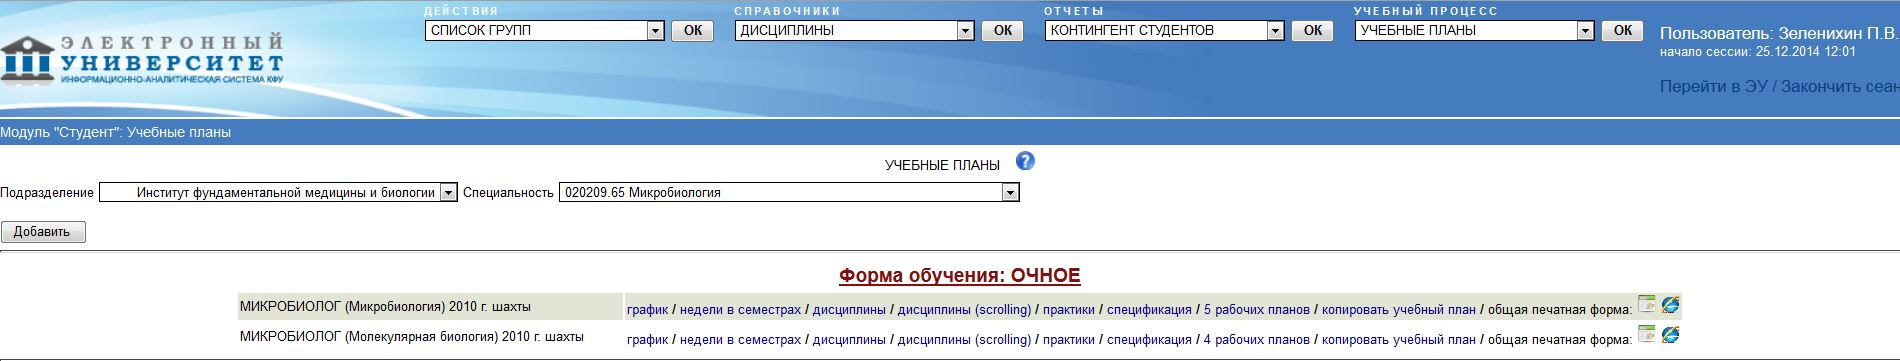 ДЕЙСТВИЯ СПРАВОЧНИКИ ОТЧЕТЫ УЧЕБНЫЙ ПРОЦЕСС
СПИСОК ГРУПП ОК ДИСЦИПЛИНЫ ОК КОНТИНГЕНТ СТУДЕНТОВ ОК УЧЕБНЫЕ ПЛАНЫ ОК
Пользователь: Зеленихин П.В.
начало сессии: 25.12.2014 12:01
Перейти в ЭУ / Закончить сеан
ЭЛЕКТРОННЫЙ
УНИВЕРСИТЕТ
ИНФОРМАЦИОННО-АНАЛИТИЧЕСКАЯ СИСТЕМА КФУ
Модуль "Студент": Учебные планы
УЧЕБНЫЕ ПЛАНЫ ?
Подразделение Институт фундаментальной медицины и биологии Специальность 020209.65 Микробиология
Добавить
Форма обучения: ОЧНОЕ
МИКРОБИОЛОГ (Микробиология) 2010 г. шахты график / недели в семестрах / дисциплины / дисциплины (scrolling) / практики / спецификация / 5 рабочих планов / копировать учебный план / общая печатная форма:
МИКРОБИОЛОГ (Молекулярная биология) 2010 г. шахты график / недели в семестрах / дисциплины / дисциплины (scrolling) / практики / спецификация / 4 рабочих планов / копировать учебный план / общая печатная форма: